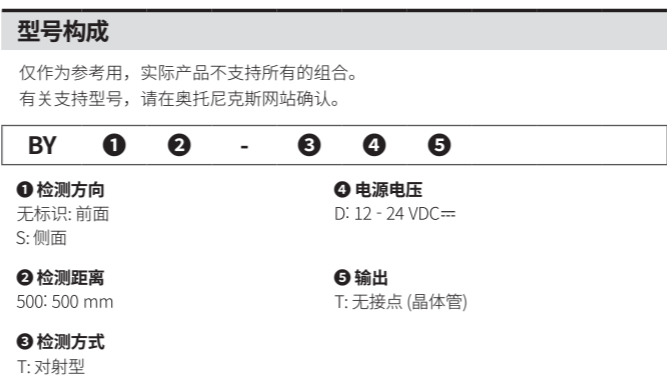 型号构成
仅作为参考用，实际产品不支持所有的组合。
有关支持型号，请在奥托尼克斯网站确认。
BY ❶ ❷ - ❸ ❹ ❺
❶ 检测方向
无标识: 前面
S: 侧面
❷ 检测距离
500: 500 mm
❸ 检测方式
T: 对射型
❹ 电源电压
D: 12 - 24 VDC⎓
❺ 输出
T: 无接点 (晶体管)